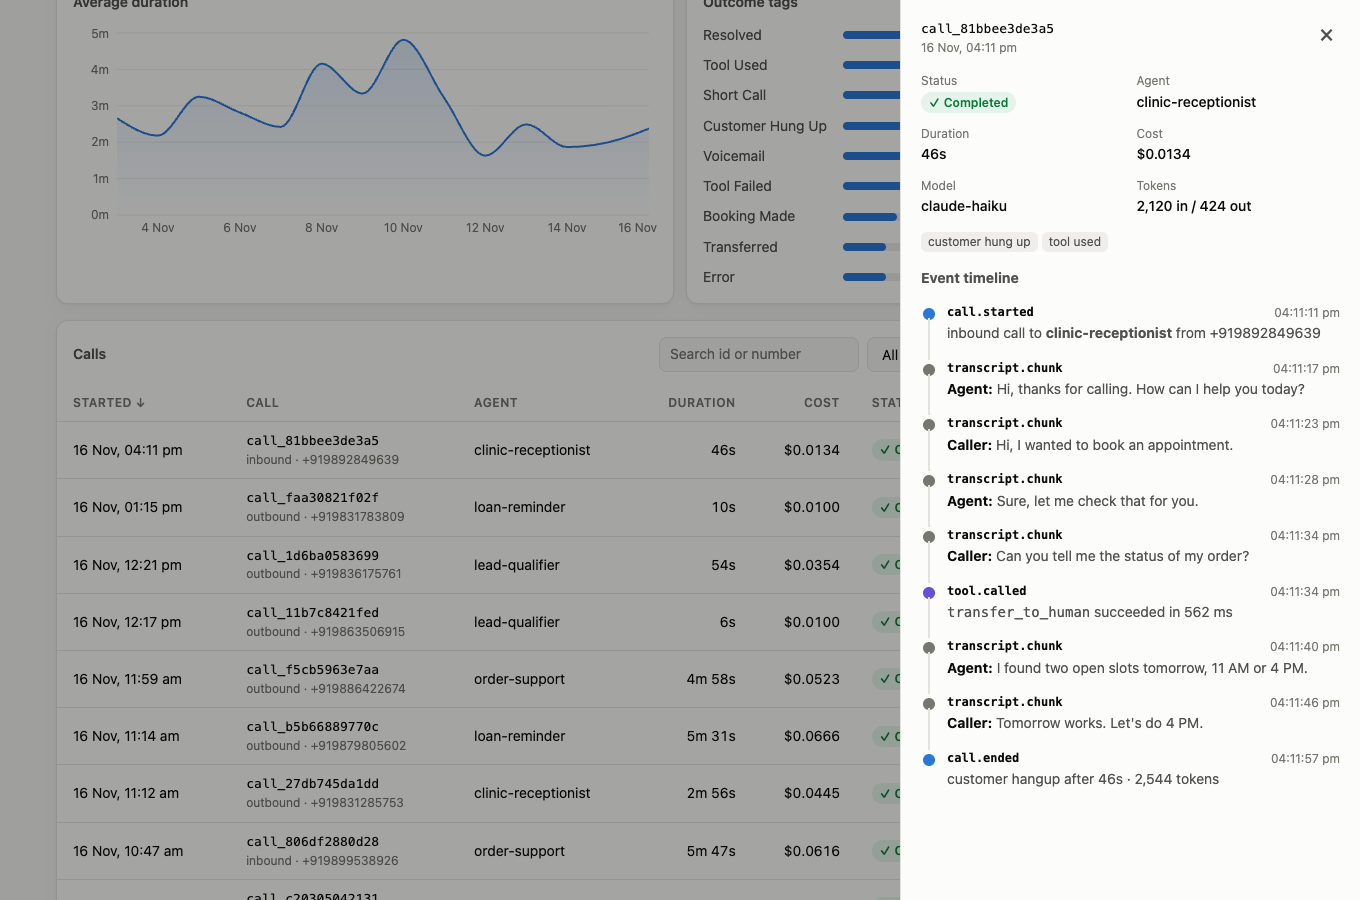 Average duration
5m
4m
3m
2m
1m
0m
4 Nov
6 Nov
8 Nov
10 Nov
12 Nov
14 Nov
16 Nov
Outcome tags
Resolved
Tool Used
Short Call
Customer Hung Up
Voicemail
Tool Failed
Booking Made
Transferred
Error
Calls
Search id or number
All
STARTED ↓ CALL AGENT DURATION COST STAT
16 Nov, 04:11 pm call_81bbee3de3a5 clinic-receptionist 46s $0.0134 ✓ C
inbound · +919892849639
16 Nov, 01:15 pm call_faa30821f02f loan-reminder 10s $0.0100 ✓ C
outbound · +919831783809
16 Nov, 12:21 pm call_1d6ba0583699 lead-qualifier 54s $0.0354 ✓ C
outbound · +919836175761
16 Nov, 12:17 pm call_11b7c8421fed lead-qualifier 6s $0.0100 ✓ C
outbound · +919863506915
16 Nov, 11:59 am call_f5cb5963e7aa order-support 4m 58s $0.0523 ✓ C
outbound · +919886422674
16 Nov, 11:14 am call_b5b66889770c loan-reminder 5m 31s $0.0666 ✓ C
outbound · +919879805602
16 Nov, 11:12 am call_27db745da1dd clinic-receptionist 2m 56s $0.0445 ✓ C
outbound · +919831285753
16 Nov, 10:47 am call_806df2880d28 order-support 5m 47s $0.0616 ✓ C
inbound · +919899538926
call_c20305042131
call_81bbee3de3a5
16 Nov, 04:11 pm
Status
✓ Completed
Agent
clinic-receptionist
Duration
46s
Cost
$0.0134
Model
claude-haiku
Tokens
2,120 in / 424 out
customer hung up
tool used
Event timeline
call.started 04:11:11 pm
inbound call to clinic-receptionist from +919892849639
transcript.chunk 04:11:17 pm
Agent: Hi, thanks for calling. How can I help you today?
transcript.chunk 04:11:23 pm
Caller: Hi, I wanted to book an appointment.
transcript.chunk 04:11:28 pm
Agent: Sure, let me check that for you.
transcript.chunk 04:11:34 pm
Caller: Can you tell me the status of my order?
tool.called 04:11:34 pm
transfer_to_human succeeded in 562 ms
transcript.chunk 04:11:40 pm
Agent: I found two open slots tomorrow, 11 AM or 4 PM.
transcript.chunk 04:11:46 pm
Caller: Tomorrow works. Let's do 4 PM.
call.ended 04:11:57 pm
customer hangup after 46s · 2,544 tokens